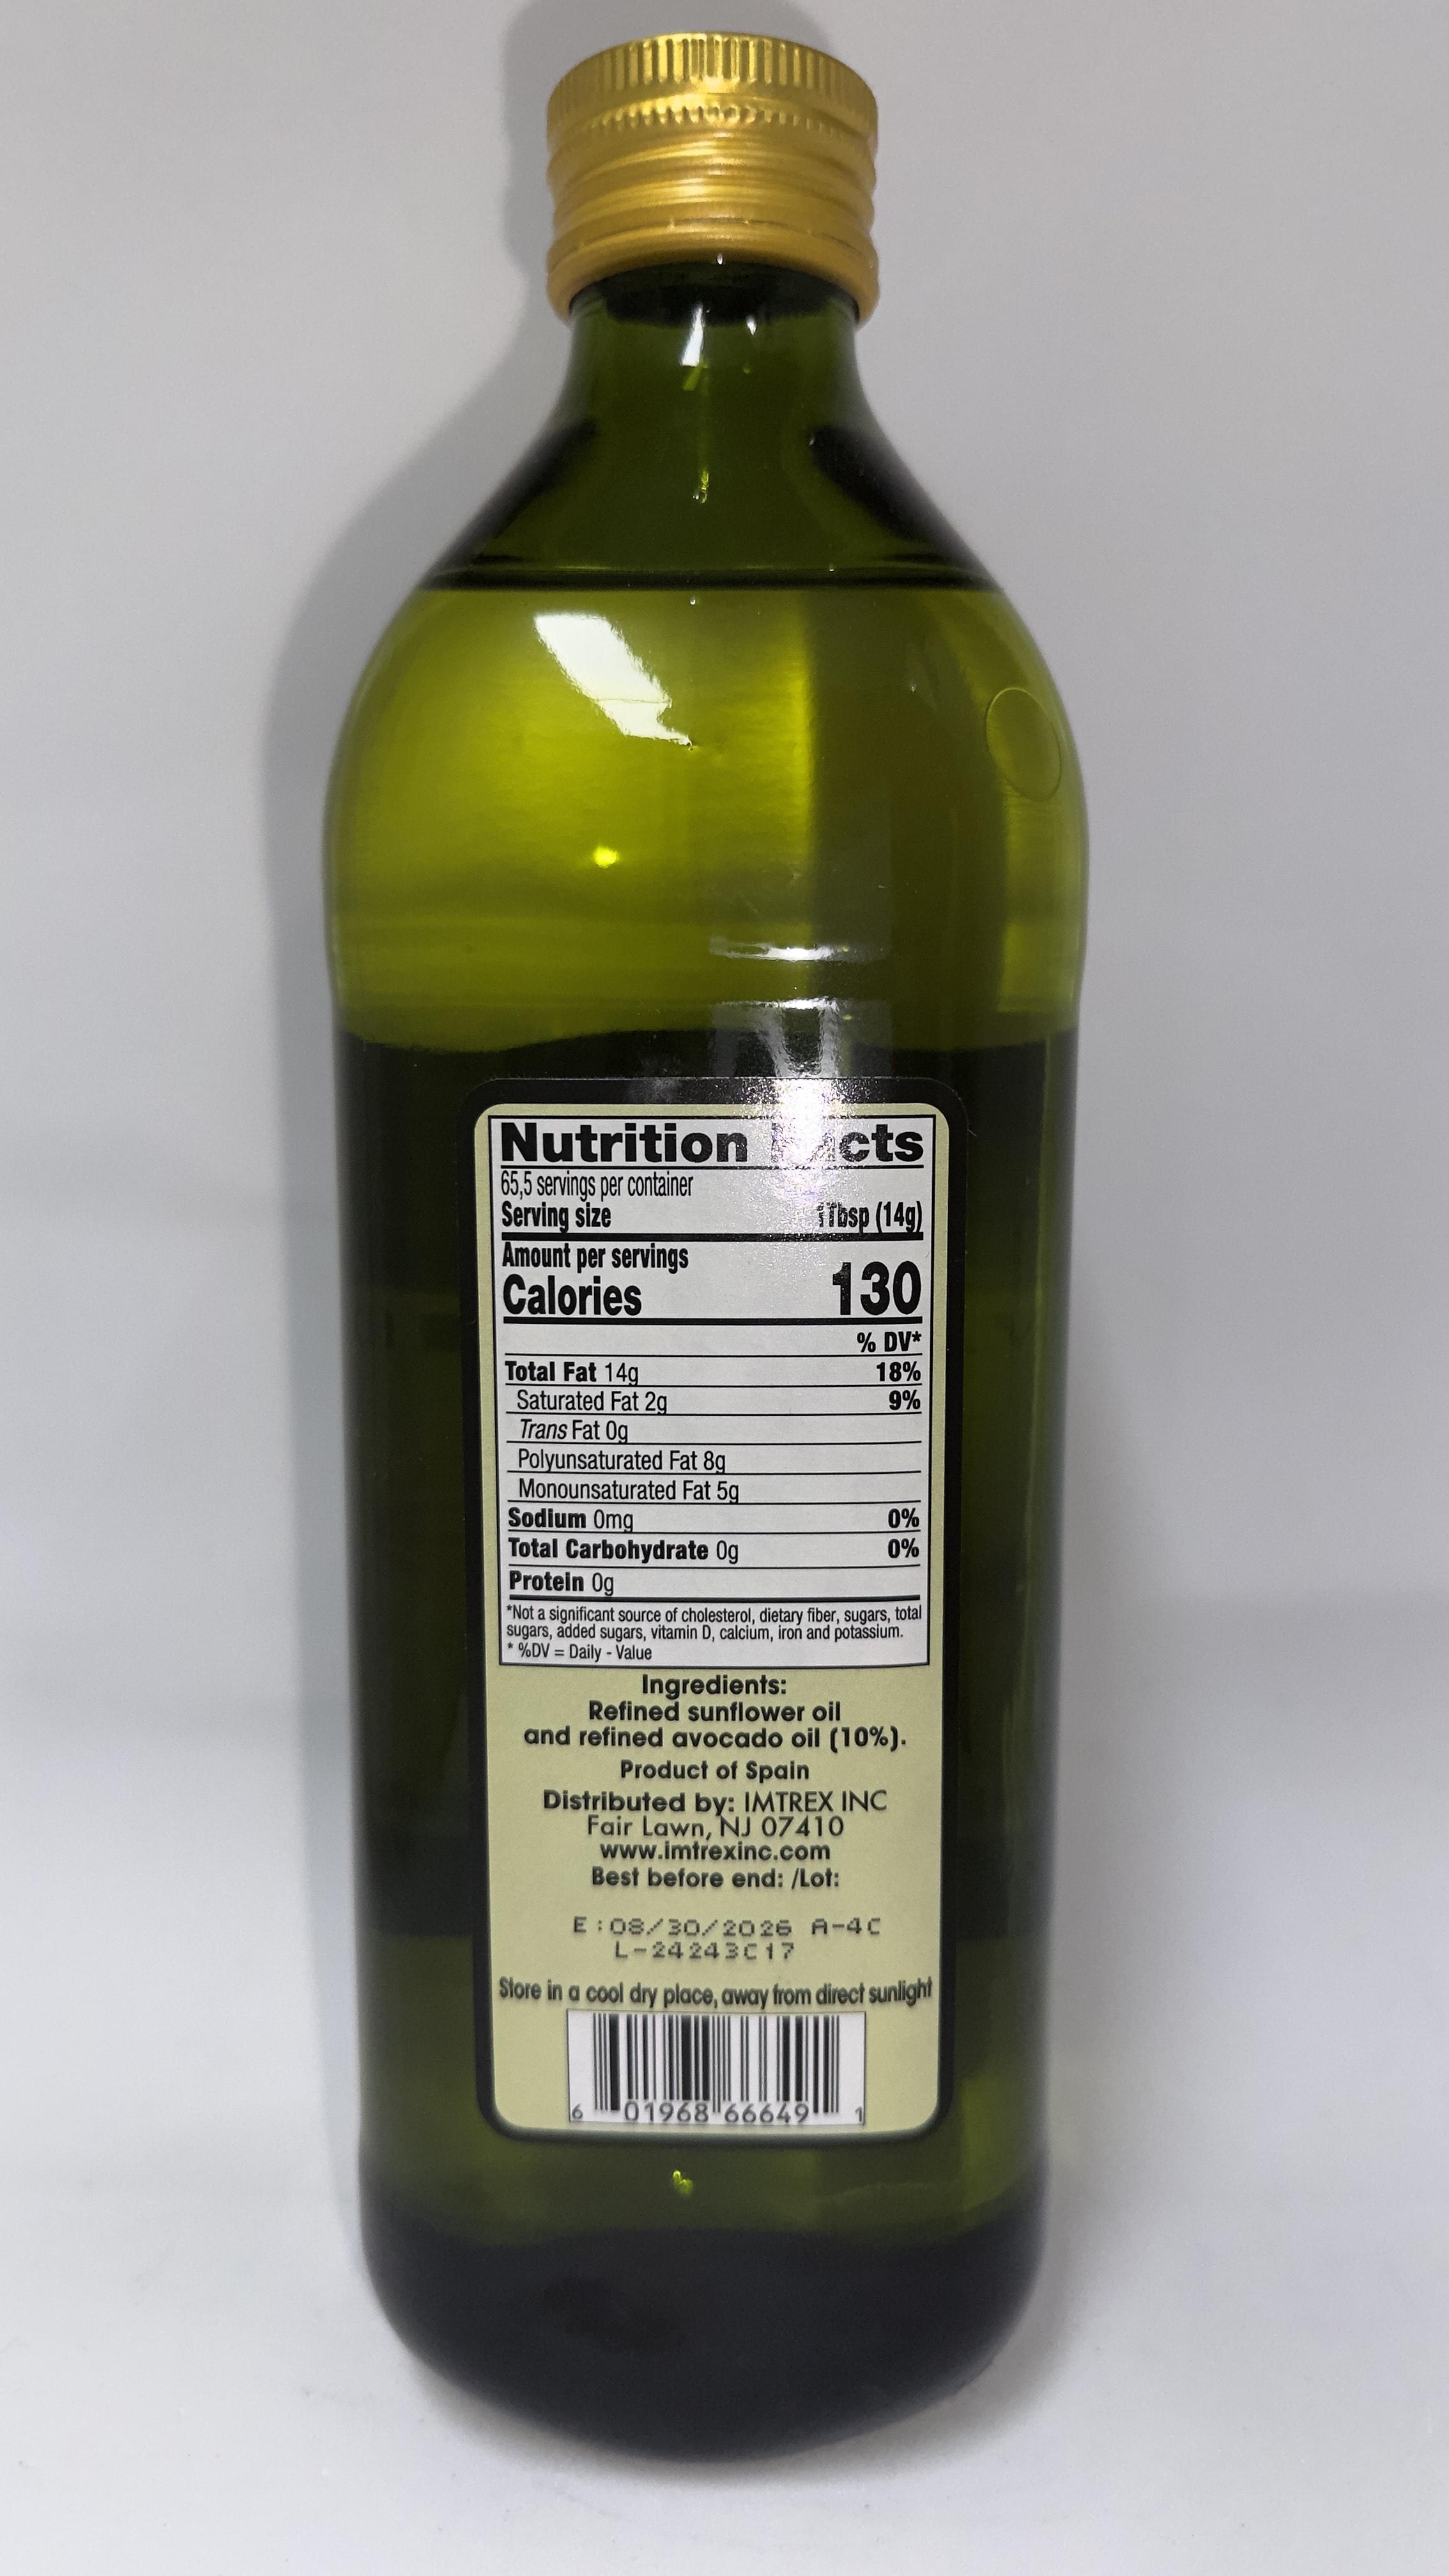 Nutrition Facts
65,5 servings per container
Serving size 1Tbsp (14g)
Amount per servings
Calories 130
% DV*
Total Fat 14g 18%
Saturated Fat 2g 9%
Trans Fat 0g
Polyunsaturated Fat 8g
Monounsaturated Fat 5g
Sodium 0mg 0%
Total Carbohydrate 0g 0%
Protein 0g
*Not a significant source of cholesterol, dietary fiber, sugars, total
sugars, added sugars, vitamin D, calcium, iron and potassium.
* %DV = Daily - Value
Ingredients:
Refined sunflower oil
and refined avocado oil (10%).
Product of Spain
Distributed by: IMTREX INC
Fair Lawn, NJ 07410
www.imtrexinc.com
Best before end: /Lot:
E:08/30/2026 A-4C
L-24243C17
Store in a cool dry place, away from direct sunlight
6 01968 66649 1